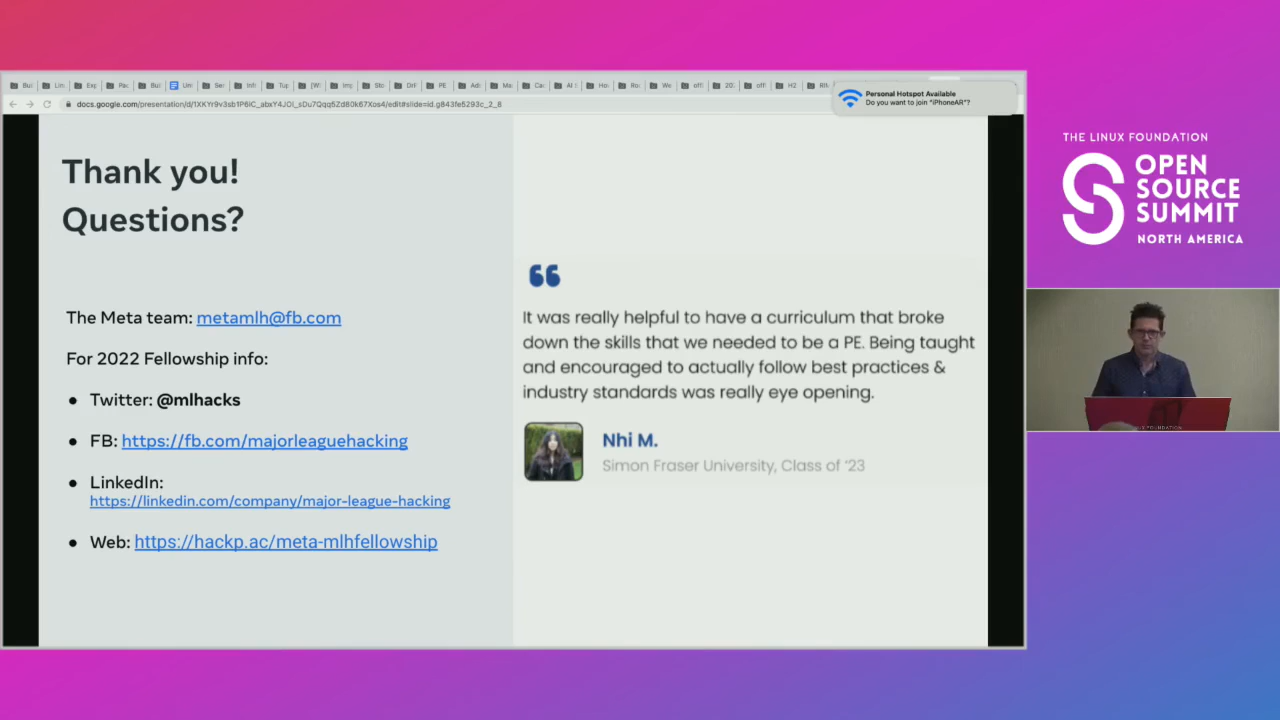 Personal Hotspot Available
Do you want to join "iPhoneAR"?
Thank you!
Questions?
The Meta team: metamlh@fb.com
For 2022 Fellowship info:
● Twitter: @mlhacks
● FB: https://fb.com/majorleaguehacking
● LinkedIn:
https://linkedin.com/company/major-league-hacking
● Web: https://hackp.ac/meta-mlhfellowship
❝
It was really helpful to have a curriculum that broke
down the skills that we needed to be a PE. Being taught
and encouraged to actually follow best practices &
industry standards was really eye opening.
Nhi M.
Simon Fraser University, Class of '23
THE LINUX FOUNDATION
OPEN
SOURCE
SUMMIT
NORTH AMERICA